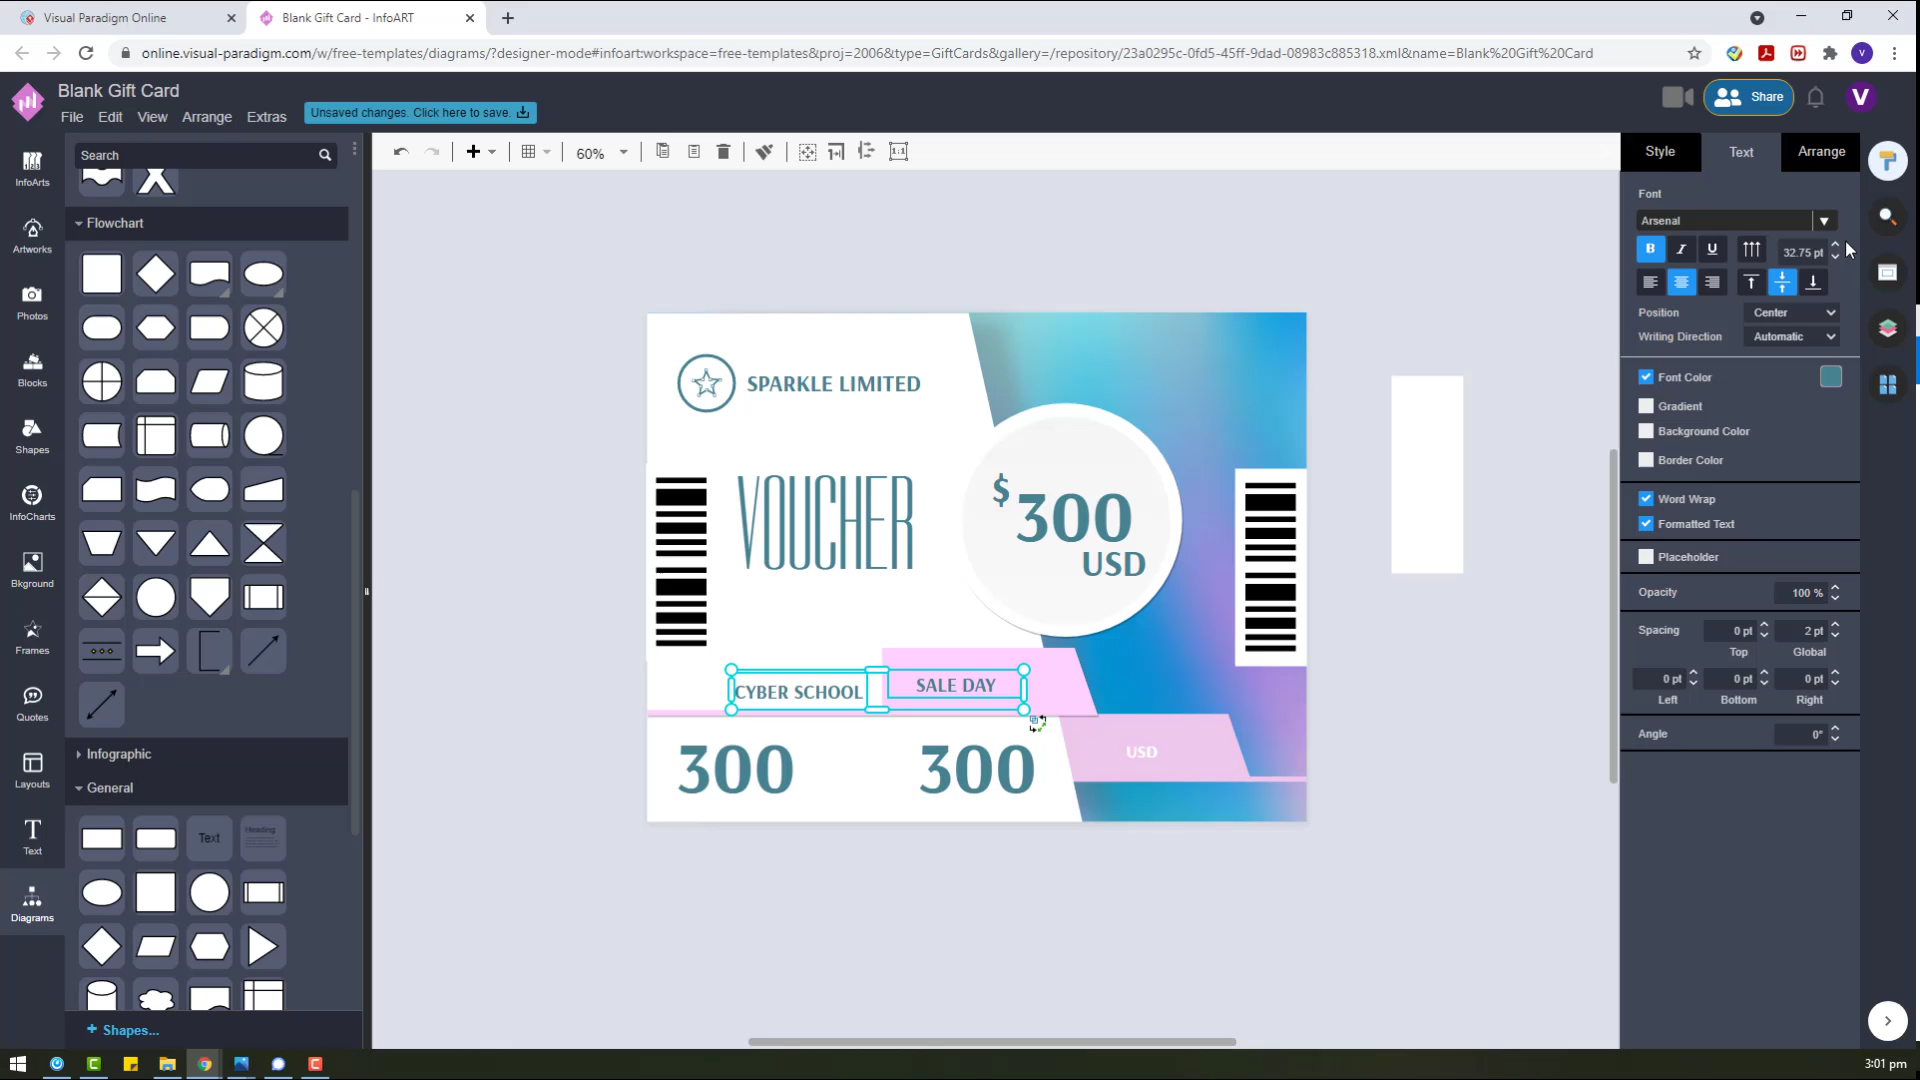 Visual Paradigm Online
Blank Gift Card - InfoART
online.visual-paradigm.com/w/free-templates/diagrams/?designer-mode#infoart:workspace=free-templates&proj=2006&type=GiftCards&gallery=/repository/23a0295c-0fd5-45ff-9dad-08983c885318.xml&name=Blank%20Gift%20Card
V
Blank Gift Card
File Edit View Arrange Extras
Unsaved changes. Click here to save.
Share
V
Search
60%
Style
Text
Arrange
InfoArts
Artworks
Photos
Blocks
Shapes
InfoCharts
Bkground
Frames
Quotes
Layouts
Text
Diagrams
Flowchart
Infographic
General
Text
Heading
+ Shapes...
SPARKLE LIMITED
VOUCHER
$
300
USD
CYBER SCHOOL
SALE DAY
300
300
USD
Font
Arsenal
B I U
32.75 pt
Position
Center
Writing Direction
Automatic
Font Color
Gradient
Background Color
Border Color
Word Wrap
Formatted Text
Placeholder
Opacity
100 %
Spacing
0 pt
2 pt
Top
Global
0 pt
0 pt
0 pt
Left
Bottom
Right
Angle
0°
3:01 pm